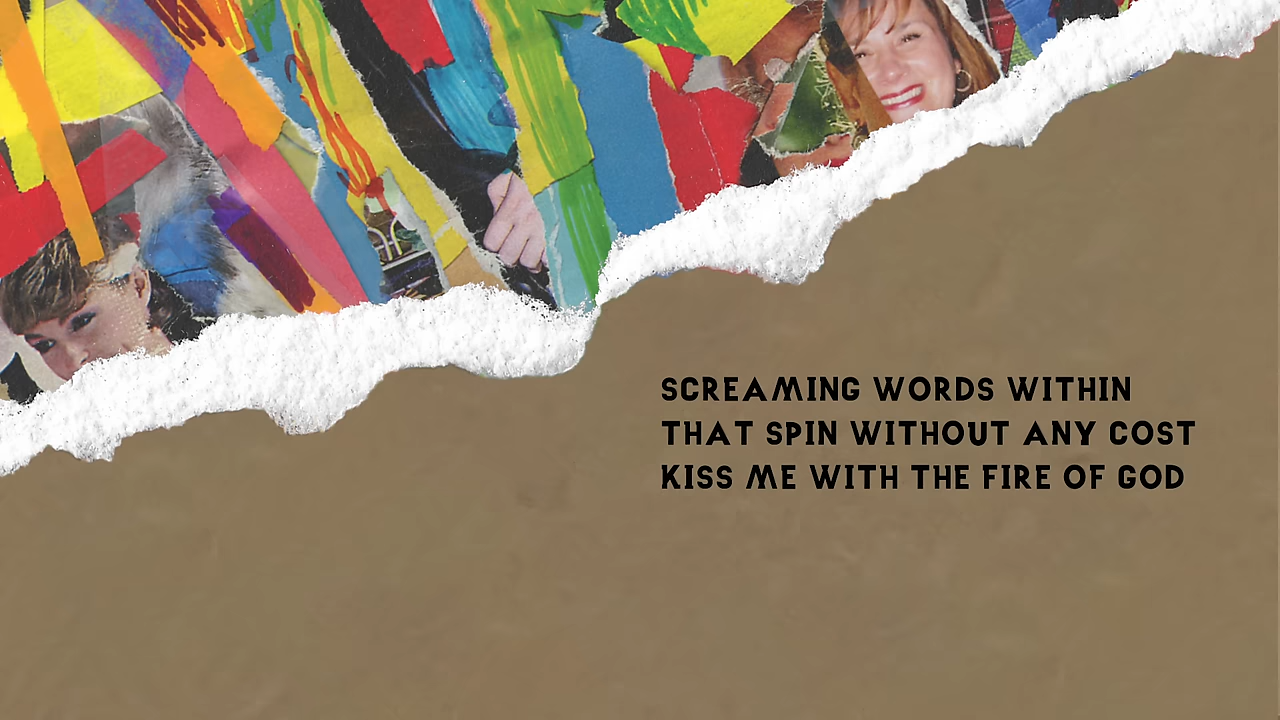 SCREAMING WORDS WITHIN
THAT SPIN WITHOUT ANY COST
KISS ME WITH THE FIRE OF GOD